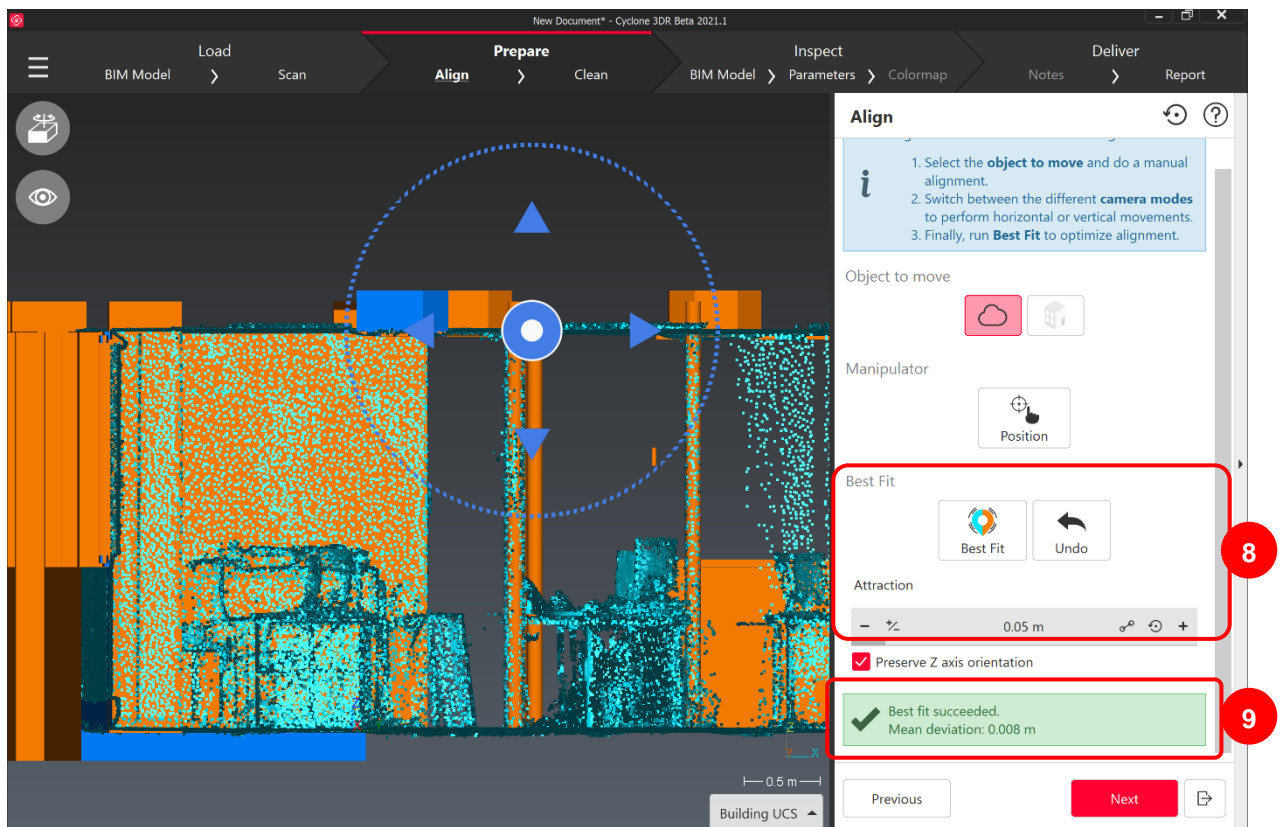 New Document* - Cyclone 3DR Beta 2021.1
Load
Prepare
Inspect
Deliver
BIM Model
Scan
Align
Clean
BIM Model
Parameters
Colormap
Notes
Report
Align
1. Select the object to move and do a manual
alignment.
2. Switch between the different camera modes
to perform horizontal or vertical movements.
3. Finally, run Best Fit to optimize alignment.
Object to move
Manipulator
Position
Best Fit
Best Fit
Undo
8
Attraction
0.05 m
Preserve Z axis orientation
Best fit succeeded.
Mean deviation: 0.008 m
9
Z
Y
X
0.5 m
Building UCS
Previous
Next